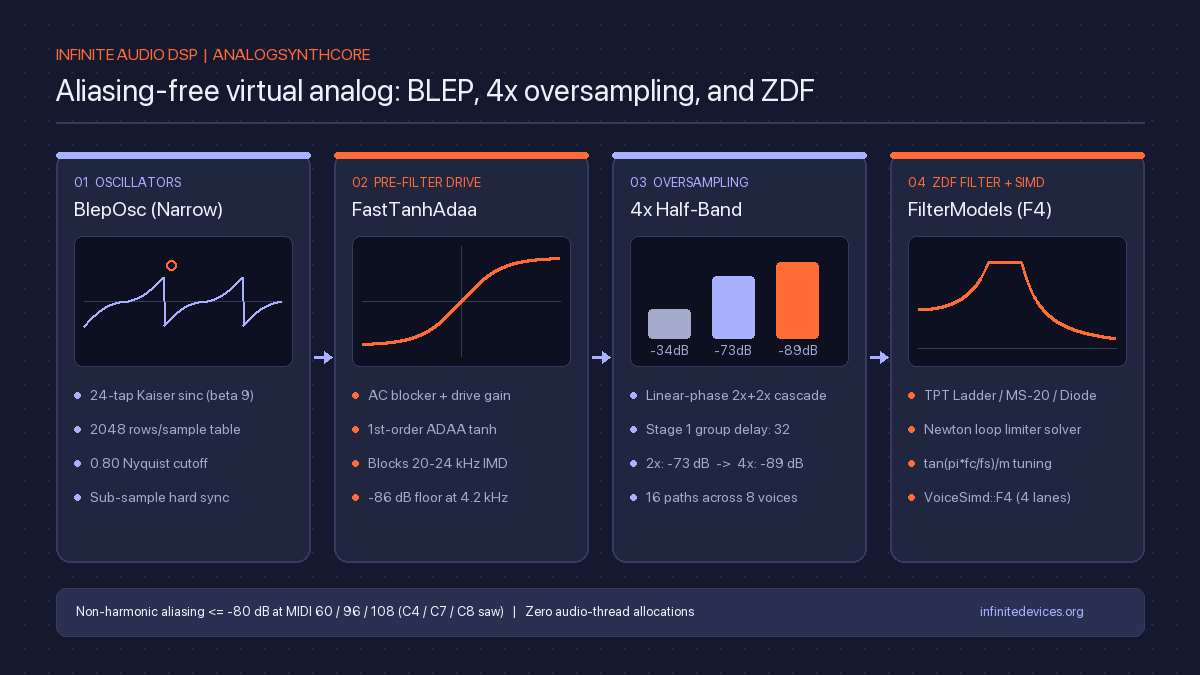 INFINITE AUDIO DSP | ANALOGSYNTHCORE
Aliasing-free virtual analog: BLEP, 4x oversampling, and ZDF
01 OSCILLATORS
BlepOsc (Narrow)
24-tap Kaiser sinc (beta 9)
2048 rows/sample table
0.80 Nyquist cutoff
Sub-sample hard sync
02 PRE-FILTER DRIVE
FastTanhAdaa
AC blocker + drive gain
1st-order ADAA tanh
Blocks 20-24 kHz IMD
-86 dB floor at 4.2 kHz
03 OVERSAMPLING
4x Half-Band
-34dB -73dB -89dB
Linear-phase 2x+2x cascade
Stage 1 group delay: 32
2x: -73 dB -> 4x: -89 dB
16 paths across 8 voices
04 ZDF FILTER + SIMD
FilterModels (F4)
TPT Ladder / MS-20 / Diode
Newton loop limiter solver
tan(pi*fc/fs)/m tuning
VoiceSimd::F4 (4 lanes)
Non-harmonic aliasing <= -80 dB at MIDI 60 / 96 / 108 (C4 / C7 / C8 saw) | Zero audio-thread allocations
infinitedevices.org